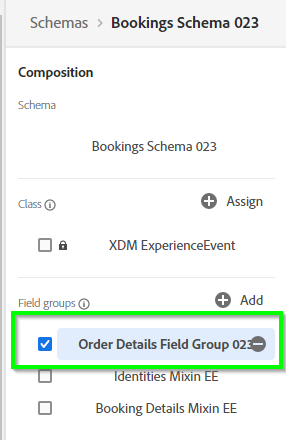 Schemas > Bookings Schema 023
Composition
Schema
Bookings Schema 023
Class
Assign
XDM ExperienceEvent
Field groups
Add
Order Details Field Group 023
Identities Mixin EE
Booking Details Mixin EE